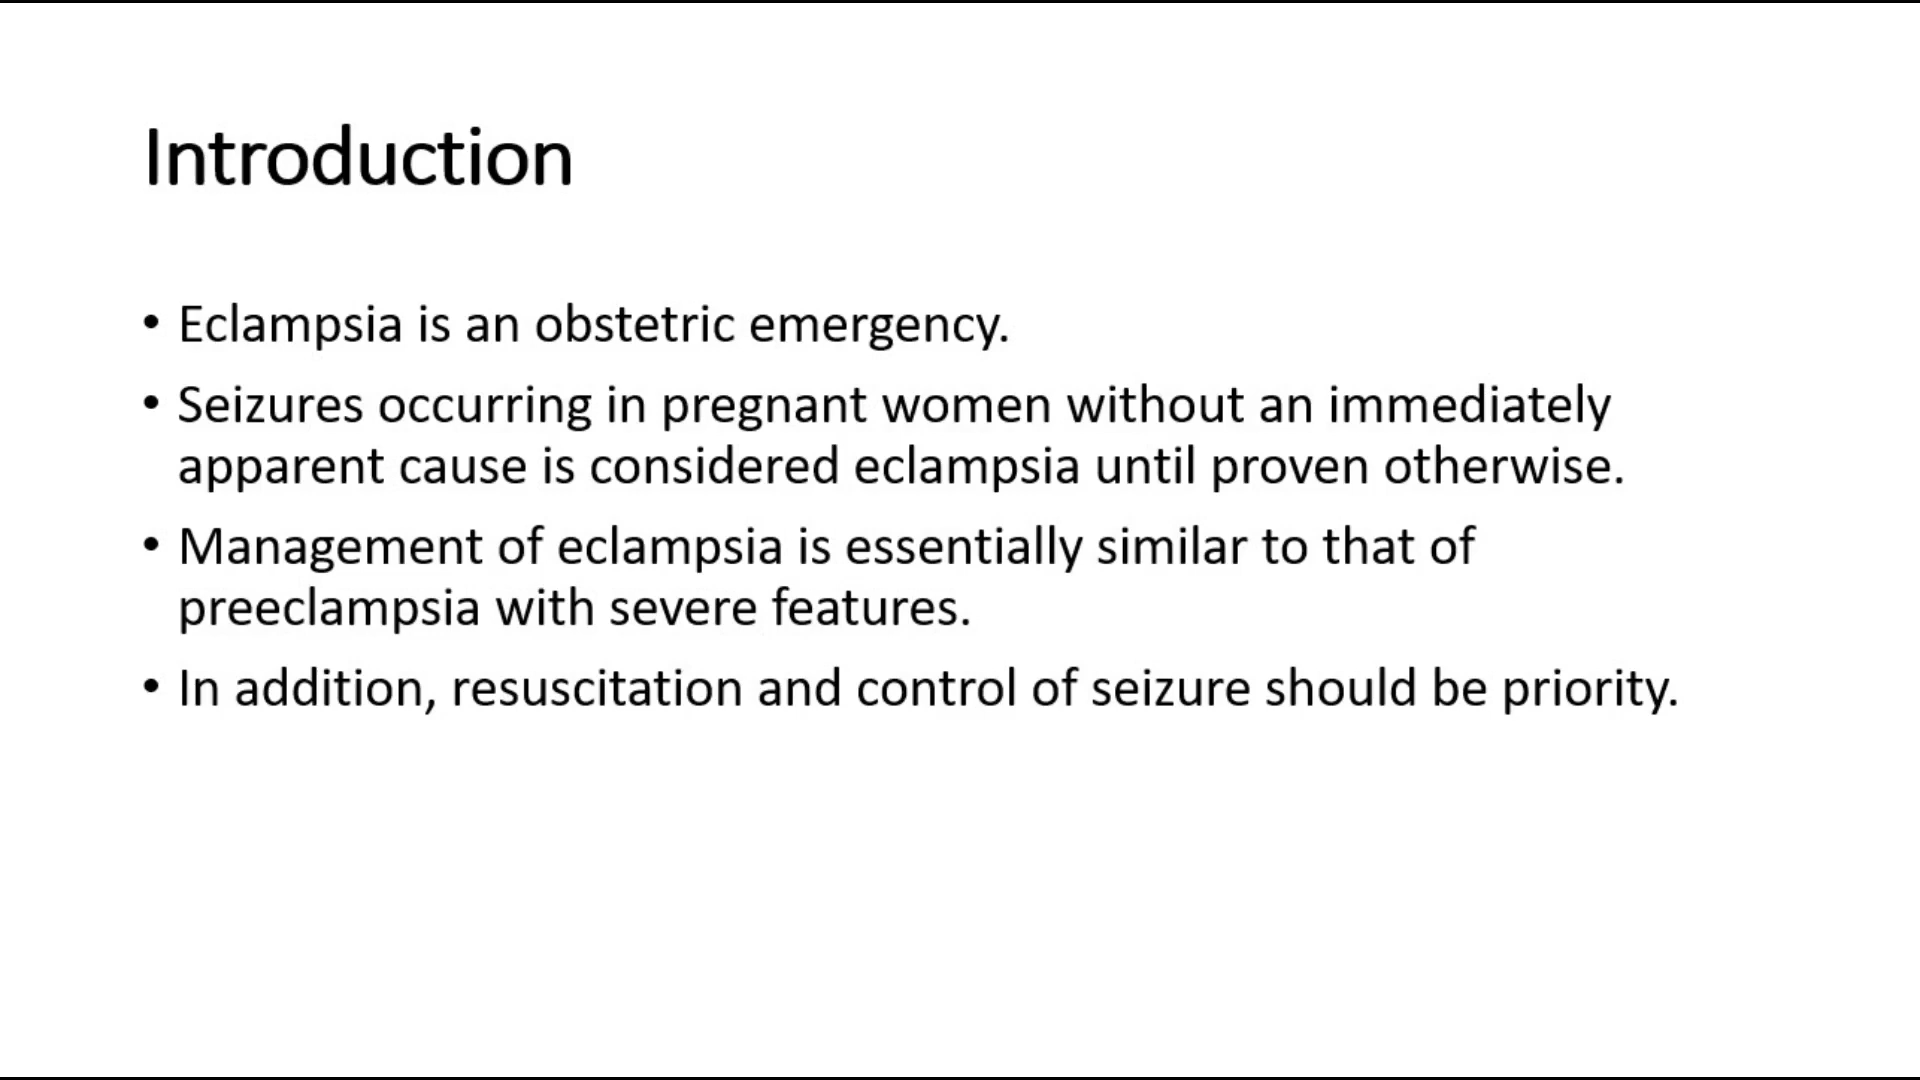 Introduction
• Eclampsia is an obstetric emergency.
• Seizures occurring in pregnant women without an immediately
apparent cause is considered eclampsia until proven otherwise.
• Management of eclampsia is essentially similar to that of
preeclampsia with severe features.
• In addition, resuscitation and control of seizure should be priority.